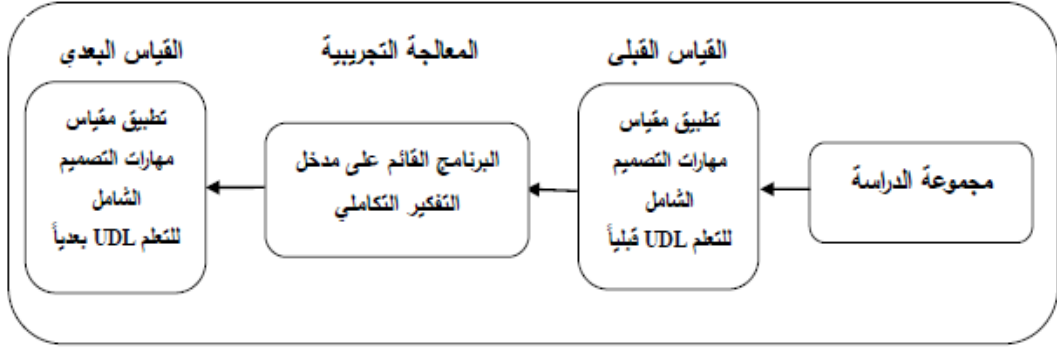 القياس القبلى
المعالجة التجريبية
القياس البعدي
مجموعة الدراسة
تطبيق مقياس
مهارات التصميم
الشامل
للتعلم UDL قبلياً
البرنامج القائم على مدخل
التفكير التكاملي
تطبيق مقياس
مهارات التصميم
الشامل
للتعلم UDL بعدياً